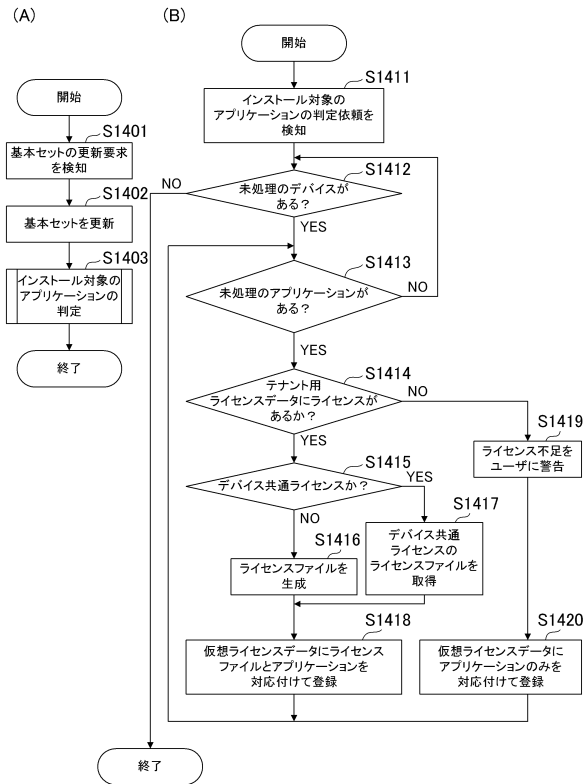 (A)
開始
S1401
基本セットの更新要求
を検知
S1402
基本セットを更新
S1403
インストール対象の
アプリケーションの
判定
終了
(B)
開始
S1411
インストール対象の
アプリケーションの判定依頼を
検知
S1412
NO
未処理のデバイスが
ある?
YES
S1413
未処理のアプリケーションが
ある?
NO
YES
S1414
テナント用
ライセンスデータにライセンスが
あるか?
NO
YES
S1419
ライセンス不足を
ユーザに警告
S1415
デバイス共通ライセンスか?
YES
NO
S1417
デバイス共通
ライセンスの
ライセンスファイルを
取得
S1416
ライセンスファイルを
生成
S1418
仮想ライセンスデータにライセンス
ファイルとアプリケーションを
対応付けて登録
S1420
仮想ライセンスデータに
アプリケーションのみを
対応付けて登録
終了